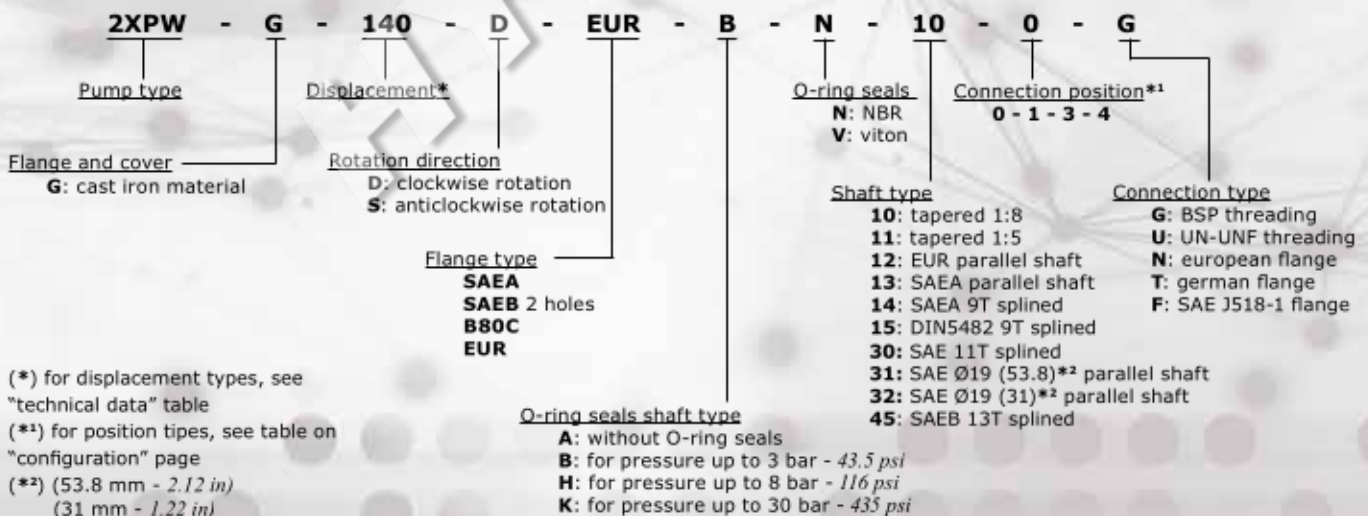 2XPW - G - 140 - D - EUR - B - N - 10 - 0 - G
Pump type
Displacement*
O-ring seals
N: NBR
V: viton
Connection position*¹
0 - 1 - 3 - 4
Flange and cover
G: cast iron material
Rotation direction
D: clockwise rotation
S: anticlockwise rotation
Shaft type
10: tapered 1:8
11: tapered 1:5
12: EUR parallel shaft
13: SAEA parallel shaft
14: SAEA 9T splined
15: DIN5482 9T splined
30: SAE 11T splined
31: SAE Ø19 (53.8)*² parallel shaft
32: SAE Ø19 (31)*² parallel shaft
45: SAEB 13T splined
Connection type
G: BSP threading
U: UN-UNF threading
N: european flange
T: german flange
F: SAE J518-1 flange
Flange type
SAEA
SAEB 2 holes
B80C
EUR
(*) for displacement types, see
"technical data" table
(*¹) for position tipes, see table on
"configuration" page
(*²) (53.8 mm - 2.12 in)
(31 mm - 1.22 in)
O-ring seals shaft type
A: without O-ring seals
B: for pressure up to 3 bar - 43.5 psi
H: for pressure up to 8 bar - 116 psi
K: for pressure up to 30 bar - 435 psi